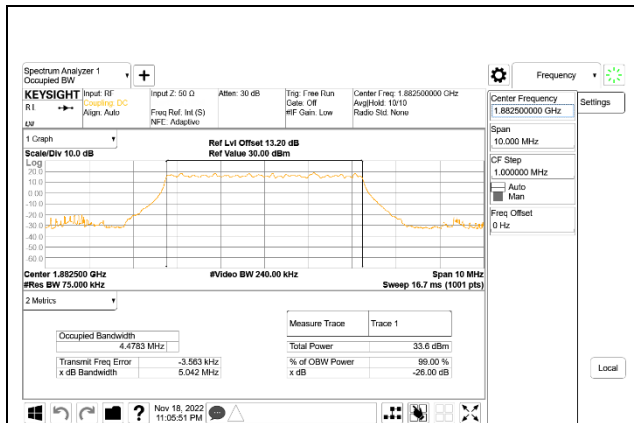 Spectrum Analyzer 1
Occupied BW
+
Frequency
KEYSIGHT
RL
Input: RF
Coupling: DC
Align: Auto
Input Z: 50 Ω
Freq Ref: Int (S)
NFE: Adaptive
Atten: 30 dB
Trig: Free Run
Gate: Off
#IF Gain: Low
Center Freq: 1.882500000 GHz
Avg|Hold: 10/10
Radio Std: None
Center Frequency
1.882500000 GHz
Settings
Span
10.000 MHz
CF Step
1.000000 MHz
Auto
Man
Freq Offset
0 Hz
1 Graph
Scale/Div 10.0 dB
Ref Lvl Offset 13.20 dB
Ref Value 30.00 dBm
Log
20.0
10.0
0.00
-10.0
-20.0
-30.0
-40.0
-50.0
-60.0
Center 1.882500 GHz
#Video BW 240.00 kHz
Span 10 MHz
#Res BW 75.000 kHz
Sweep 16.7 ms (1001 pts)
2 Metrics
Occupied Bandwidth
4.4783 MHz
Transmit Freq Error -3.563 kHz
x dB Bandwidth 5.042 MHz
Measure Trace Trace 1
Total Power 33.6 dBm
% of OBW Power 99.00 %
x dB -26.00 dB
Local
?
Nov 18, 2022
11:05:51 PM